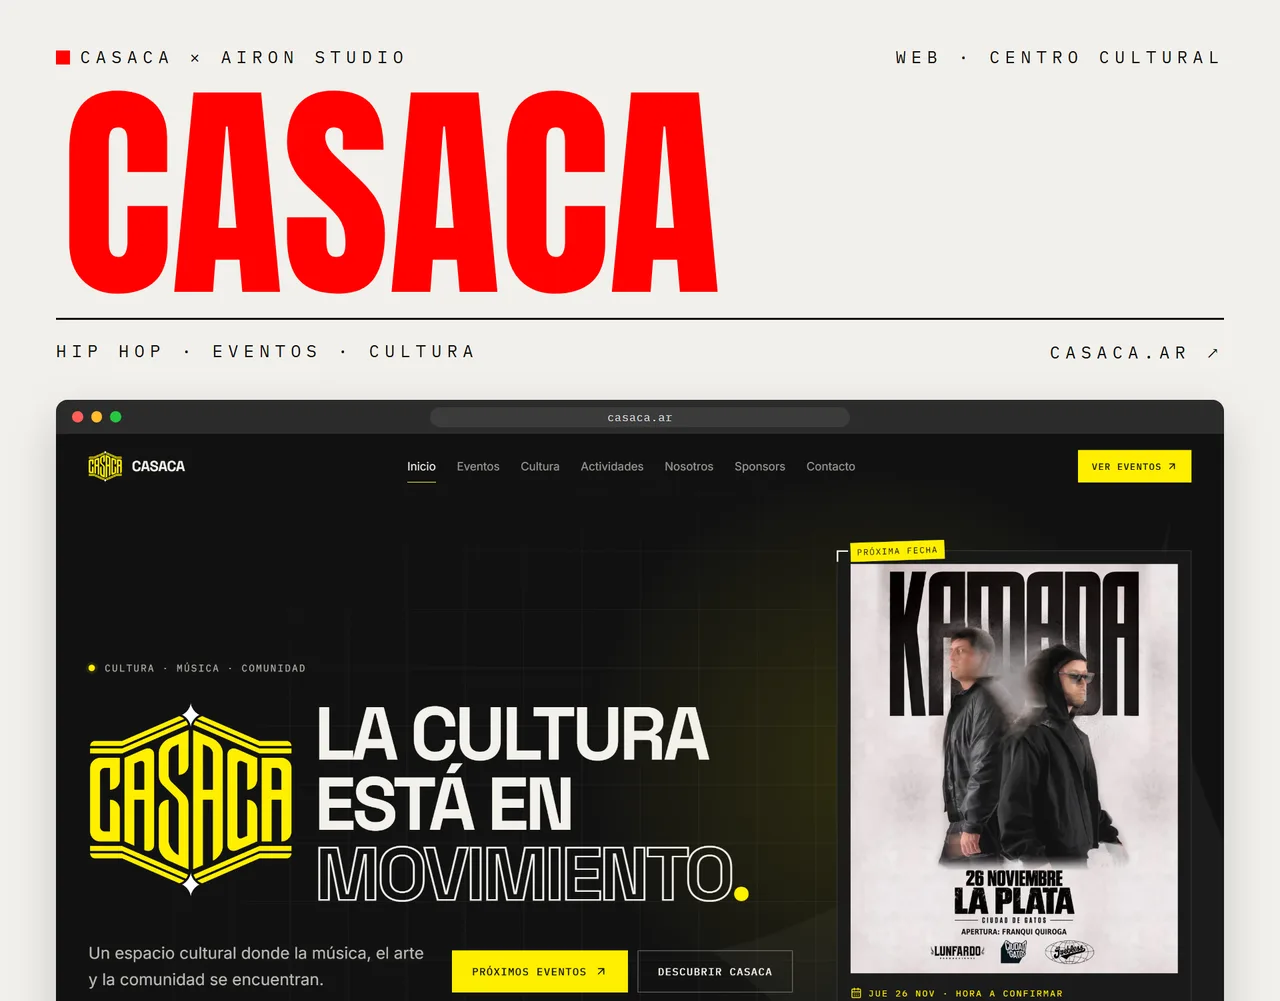 CASACA × AIRON STUDIO
WEB · CENTRO CULTURAL
CASACA
HIP HOP · EVENTOS · CULTURA
CASACA.AR ↗
casaca.ar
CASACA CASACA
Inicio Eventos Cultura Actividades Nosotros Sponsors Contacto
VER EVENTOS ↗
PRÓXIMA FECHA
KAMADA
CULTURA · MÚSICA · COMUNIDAD
CASACA
LA CULTURA
ESTÁ EN
MOVIMIENTO.
26 NOVIEMBRE
LA PLATA
CIUDAD DE GATOS
APERTURA: FRANQUI QUIROGA
LUNFARDO
CIUDAD GATOS
Un espacio cultural donde la música, el arte
y la comunidad se encuentran.
PRÓXIMOS EVENTOS ↗
DESCUBRIR CASACA
JUE 26 NOV · HORA A CONFIRMAR